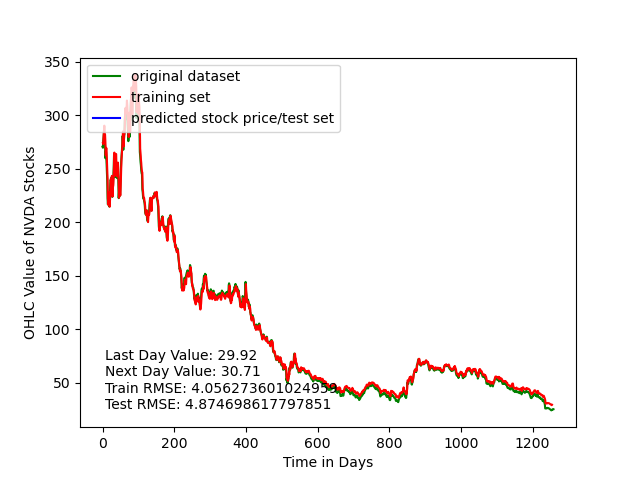 350
300
250
200
150
100
50
OHLC Value of NVDA Stocks
original dataset
training set
predicted stock price/test set
Last Day Value: 29.92
Next Day Value: 30.71
Train RMSE: 4.056273601024959
Test RMSE: 4.874698617797851
0 200 400 600 800 1000 1200
Time in Days